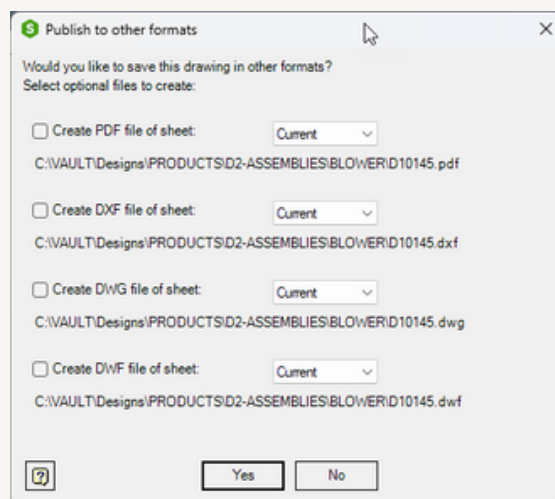 S Publish to other formats
Would you like to save this drawing in other formats?
Select optional files to create:
Create PDF file of sheet: Current
C:\VAULT\Designs\PRODUCTS\D2-ASSEMBLIES\BLOWER\D10145.pdf
Create DXF file of sheet: Current
C:\VAULT\Designs\PRODUCTS\D2-ASSEMBLIES\BLOWER\D10145.dxf
Create DWG file of sheet: Current
C:\VAULT\Designs\PRODUCTS\D2-ASSEMBLIES\BLOWER\D10145.dwg
Create DWF file of sheet: Current
C:\VAULT\Designs\PRODUCTS\D2-ASSEMBLIES\BLOWER\D10145.dwf
? Yes No